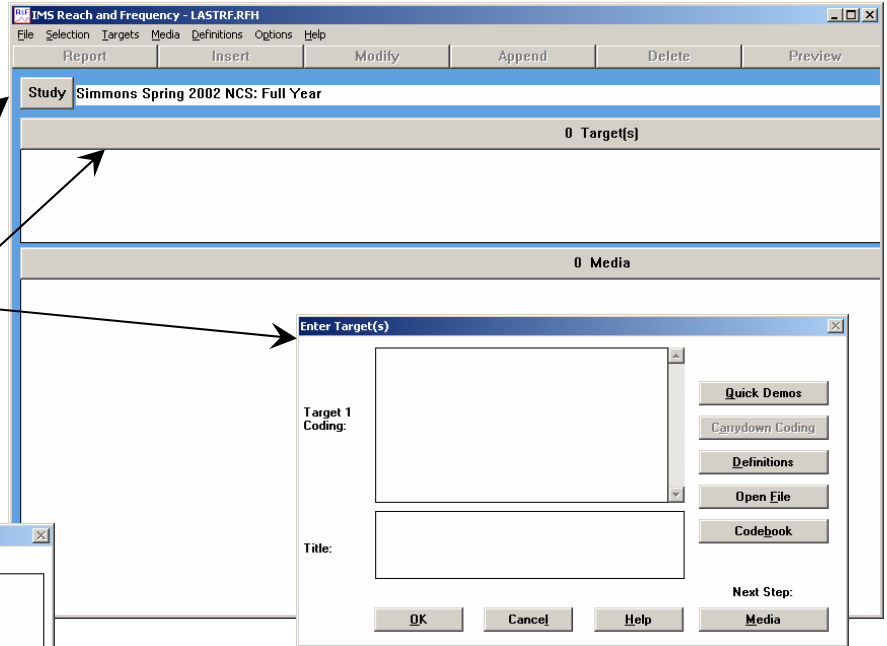 IMS Reach and Frequency - LASTRF.RFH
File Selection Targets Media Definitions Options Help
Report Insert Modify Append Delete Preview
Study Simmons Spring 2002 NCS: Full Year
0 Target(s)
0 Media
Enter Target(s)
Target 1
Coding:
Quick Demos
Carrydown Coding
Definitions
Open File
Codebook
Title:
Next Step:
OK Cancel Help Media